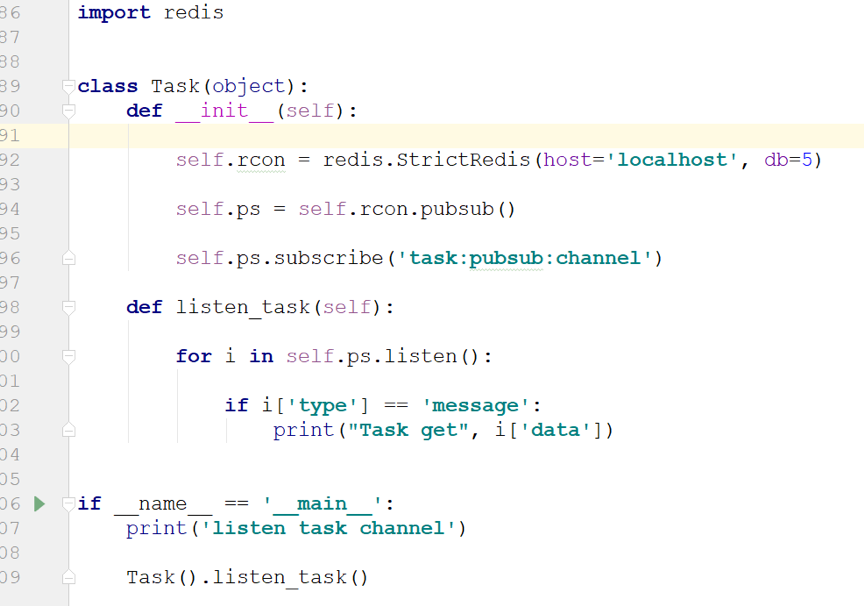 86 import redis
87
88
89 class Task(object):
90     def __init__(self):
91
92         self.rcon = redis.StrictRedis(host='localhost', db=5)
93
94         self.ps = self.rcon.pubsub()
95
96         self.ps.subscribe('task:pubsub:channel')
97
98     def listen_task(self):
99
00         for i in self.ps.listen():
01
02             if i['type'] == 'message':
03                 print("Task get", i['data'])
04
05
06 if __name__ == '__main__':
07     print('listen task channel')
08
09     Task().listen_task()